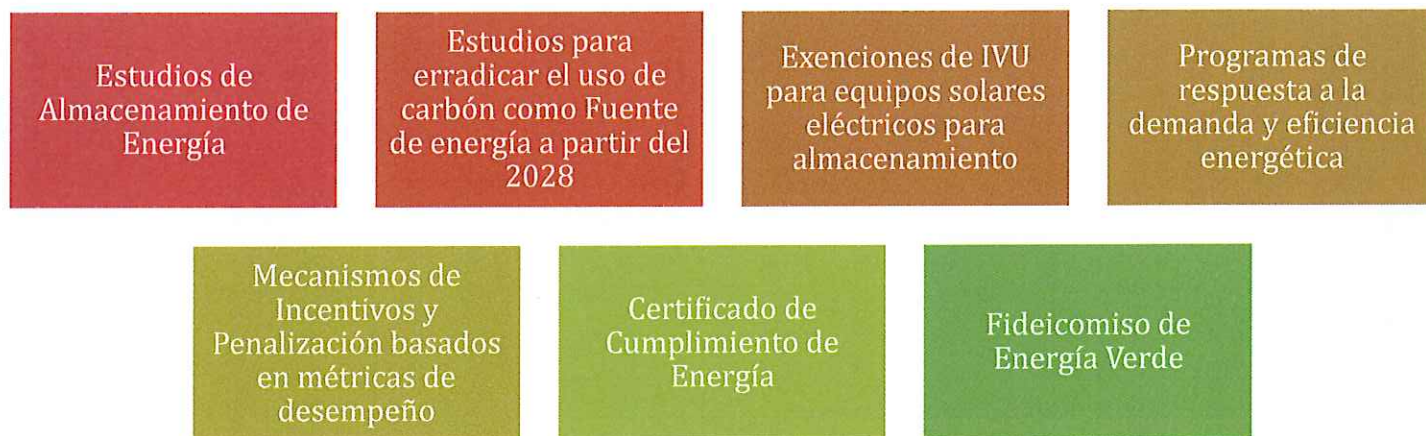 Estudios de
Almacenamiento de
Energía
Estudios para
erradicar el uso de
carbón como Fuente
de energía a partir del
2028
Exenciones de IVU
para equipos solares
eléctricos para
almacenamiento
Programas de
respuesta a la
demanda y eficiencia
energética
Mecanismos de
Incentivos y
Penalización basados
en métricas de
desempeño
Certificado de
Cumplimiento de
Energía
Fideicomiso de
Energía Verde